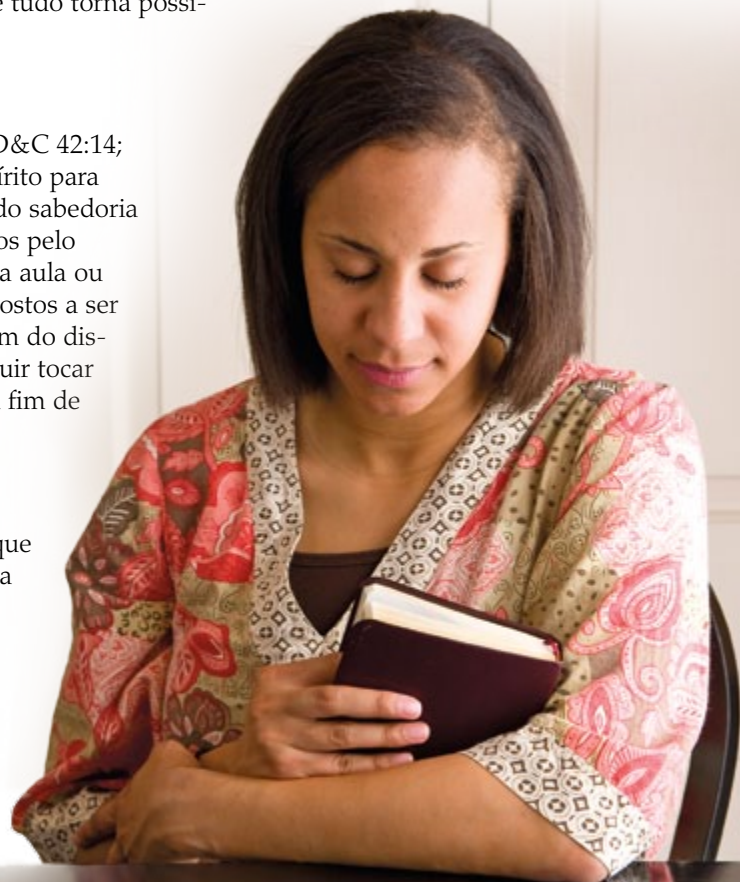 tudo torna possi-
D&C 42:14;
írito para
do sabedoria
os pelo
a aula ou
ostos a ser
m do dis-
uir tocar
fim de
que
a